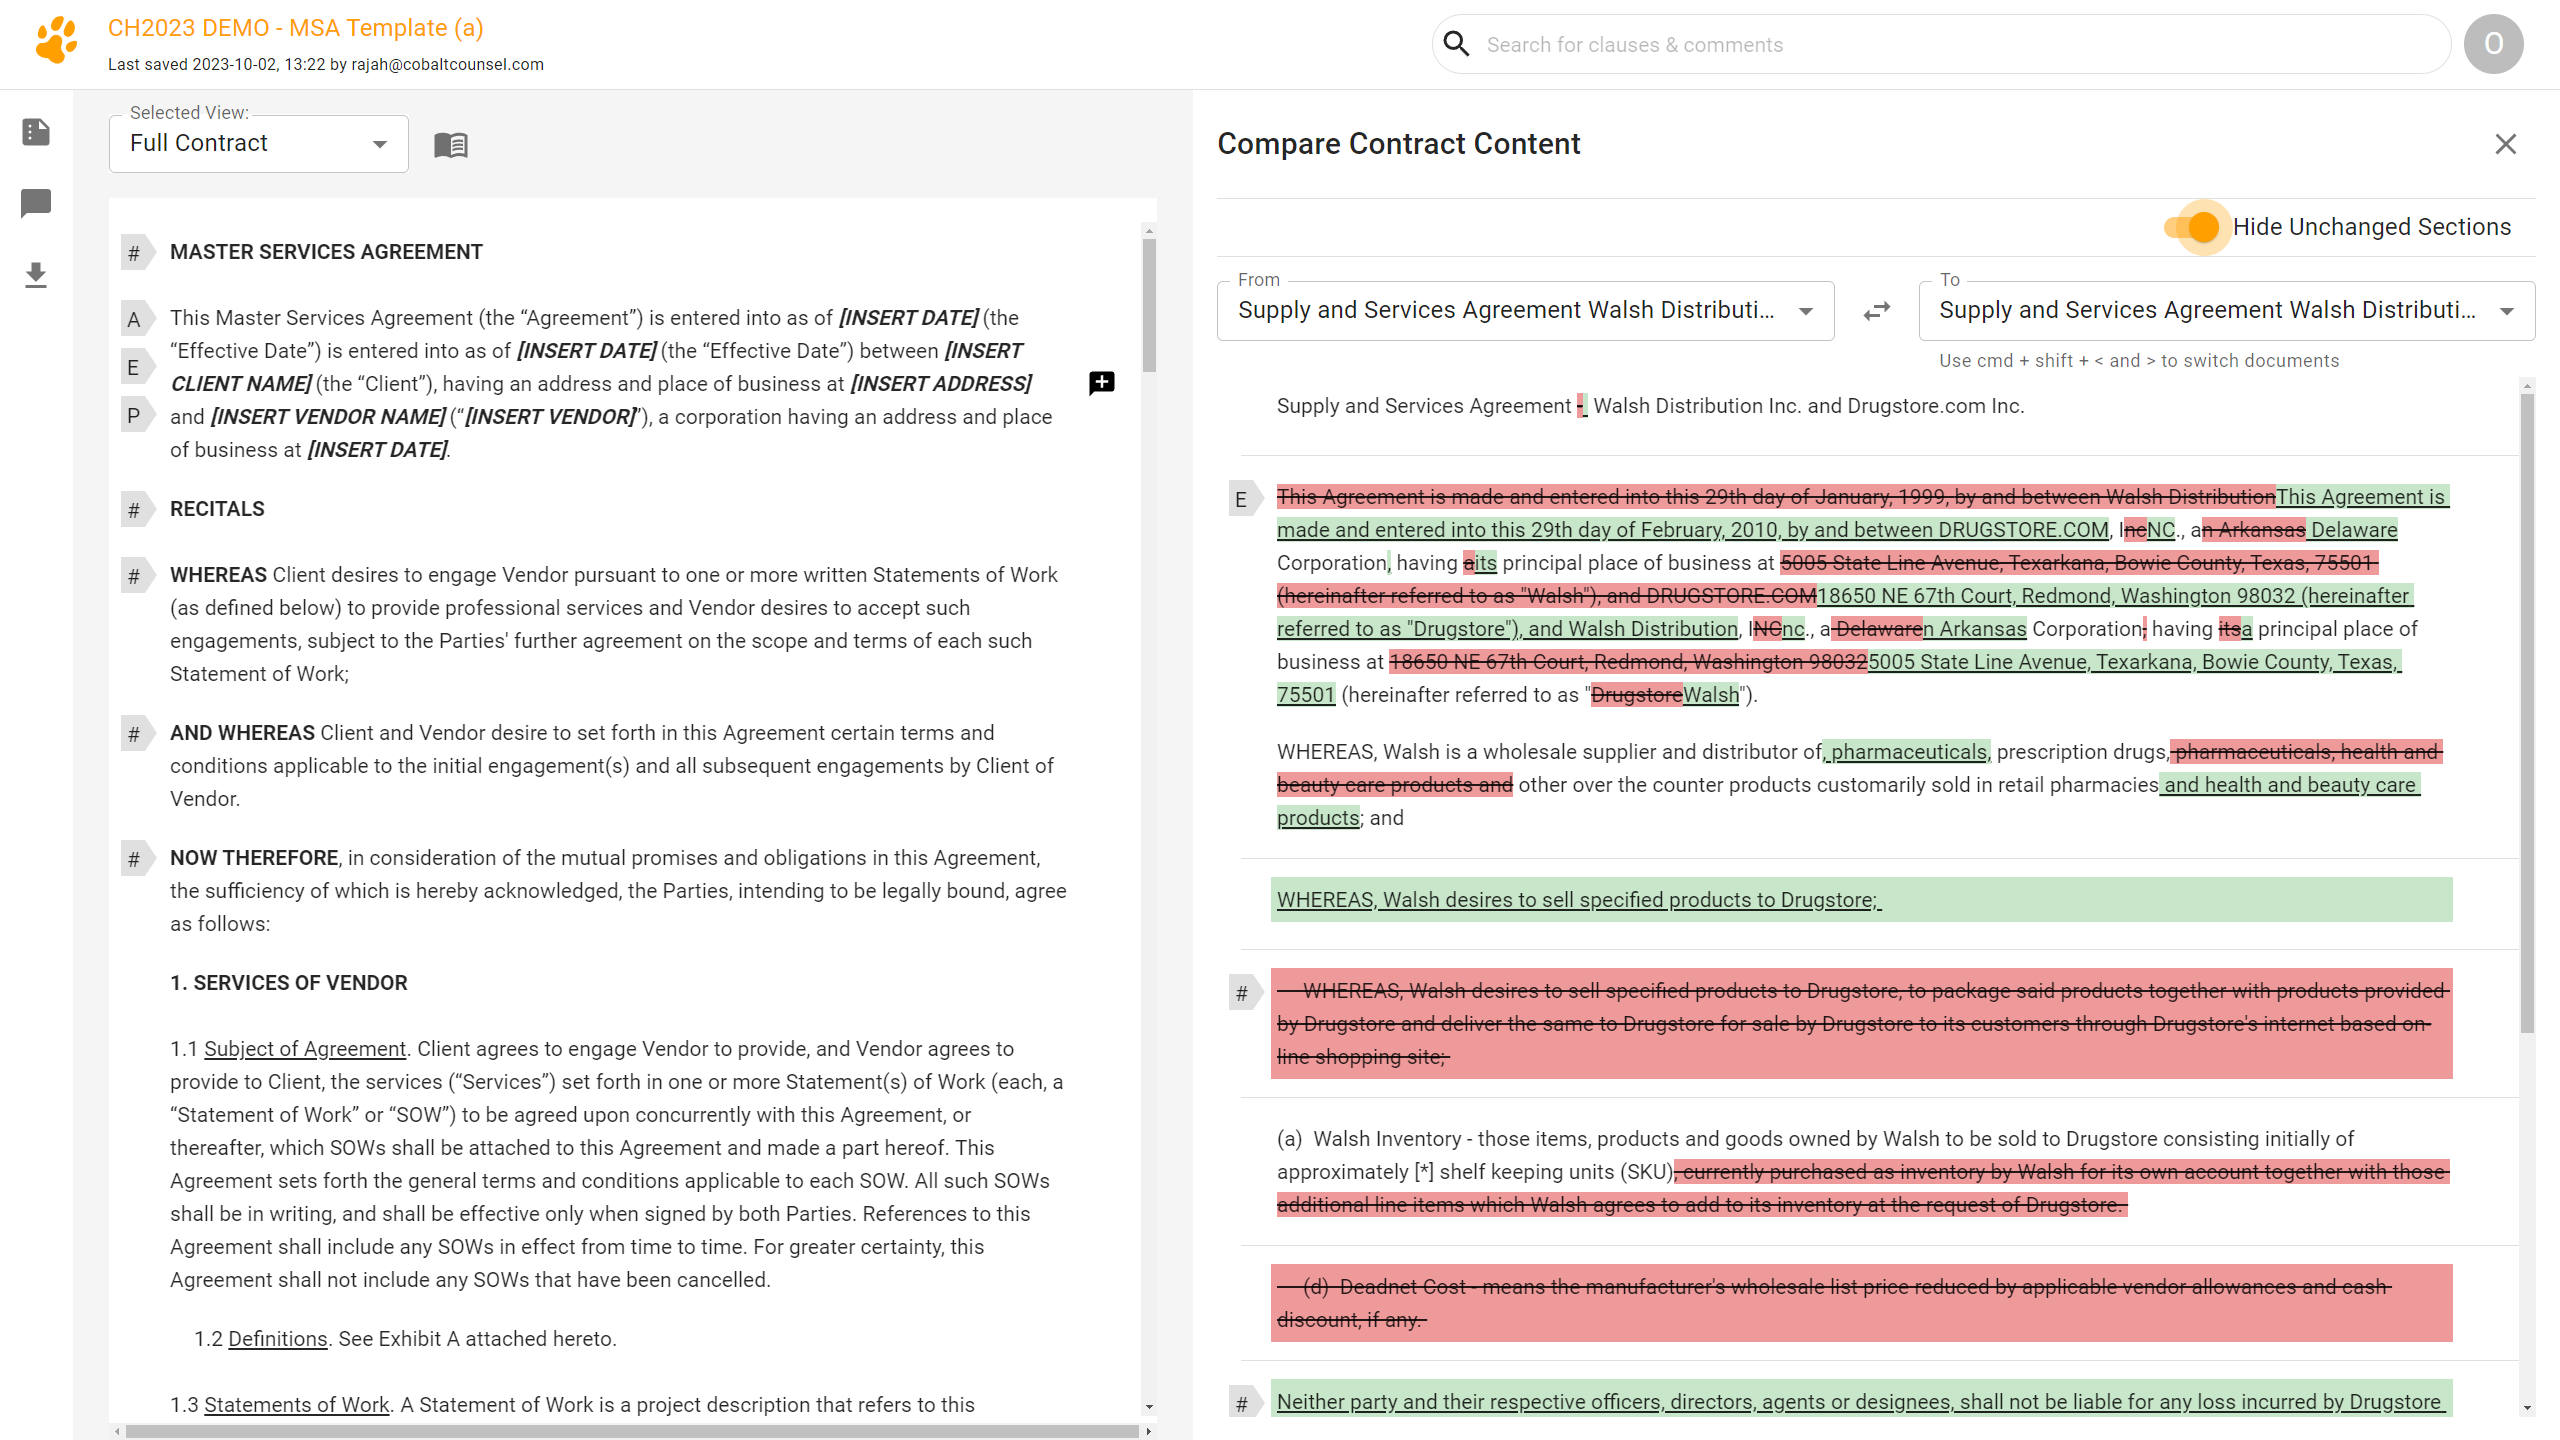 CH2023 DEMO - MSA Template (a)
Last saved 2023-10-02, 13:22 by rajah@cobaltcounsel.com
Search for clauses & comments
O
Selected View:
Full Contract
# MASTER SERVICES AGREEMENT
A This Master Services Agreement (the “Agreement”) is entered into as of [INSERT DATE] (the
“Effective Date”) is entered into as of [INSERT DATE] (the “Effective Date”) between [INSERT
E CLIENT NAME] (the “Client”), having an address and place of business at [INSERT ADDRESS]
P and [INSERT VENDOR NAME] (“[INSERT VENDOR]”), a corporation having an address and place
of business at [INSERT DATE].
# RECITALS
# WHEREAS Client desires to engage Vendor pursuant to one or more written Statements of Work
(as defined below) to provide professional services and Vendor desires to accept such
engagements, subject to the Parties' further agreement on the scope and terms of each such
Statement of Work;
# AND WHEREAS Client and Vendor desire to set forth in this Agreement certain terms and
conditions applicable to the initial engagement(s) and all subsequent engagements by Client of
Vendor.
# NOW THEREFORE, in consideration of the mutual promises and obligations in this Agreement,
the sufficiency of which is hereby acknowledged, the Parties, intending to be legally bound, agree
as follows:
1. SERVICES OF VENDOR
1.1 Subject of Agreement. Client agrees to engage Vendor to provide, and Vendor agrees to
provide to Client, the services (“Services”) set forth in one or more Statement(s) of Work (each, a
“Statement of Work” or “SOW”) to be agreed upon concurrently with this Agreement, or
thereafter, which SOWs shall be attached to this Agreement and made a part hereof. This
Agreement sets forth the general terms and conditions applicable to each SOW. All such SOWs
shall be in writing, and shall be effective only when signed by both Parties. References to this
Agreement shall include any SOWs in effect from time to time. For greater certainty, this
Agreement shall not include any SOWs that have been cancelled.
1.2 Definitions. See Exhibit A attached hereto.
1.3 Statements of Work. A Statement of Work is a project description that refers to this
Compare Contract Content
Hide Unchanged Sections
From
Supply and Services Agreement Walsh Distributi...
To
Supply and Services Agreement Walsh Distributi...
Use cmd + shift + < and > to switch documents
Supply and Services Agreement - Walsh Distribution Inc. and Drugstore.com Inc.
E This Agreement is made and entered into this 29th day of January, 1999, by and between Walsh DistributionThis Agreement is
made and entered into this 29th day of February, 2010, by and between DRUGSTORE.COM, IncNC., an Arkansas Delaware
Corporation, having aits principal place of business at 5005 State Line Avenue, Texarkana, Bowie County, Texas, 75501
(hereinafter referred to as "Walsh"), and DRUGSTORE.COM18650 NE 67th Court, Redmond, Washington 98032 (hereinafter
referred to as "Drugstore"), and Walsh Distribution, INCnc., a Delawaren Arkansas Corporation, having itsa principal place of
business at 18650 NE 67th Court, Redmond, Washington 980325005 State Line Avenue, Texarkana, Bowie County, Texas,
75501 (hereinafter referred to as "DrugstoreWalsh").
WHEREAS, Walsh is a wholesale supplier and distributor of, pharmaceuticals, prescription drugs, pharmaceuticals, health and
beauty care products and other over the counter products customarily sold in retail pharmacies and health and beauty care
products; and
WHEREAS, Walsh desires to sell specified products to Drugstore;
# WHEREAS, Walsh desires to sell specified products to Drugstore, to package said products together with products provided
by Drugstore and deliver the same to Drugstore for sale by Drugstore to its customers through Drugstore's internet based on-
line shopping site;
(a) Walsh Inventory - those items, products and goods owned by Walsh to be sold to Drugstore consisting initially of
approximately [*] shelf keeping units (SKU), currently purchased as inventory by Walsh for its own account together with those
additional line items which Walsh agrees to add to its inventory at the request of Drugstore.
(d) Deadnet Cost - means the manufacturer's wholesale list price reduced by applicable vendor allowances and cash
discount, if any.
# Neither party and their respective officers, directors, agents or designees, shall not be liable for any loss incurred by Drugstore